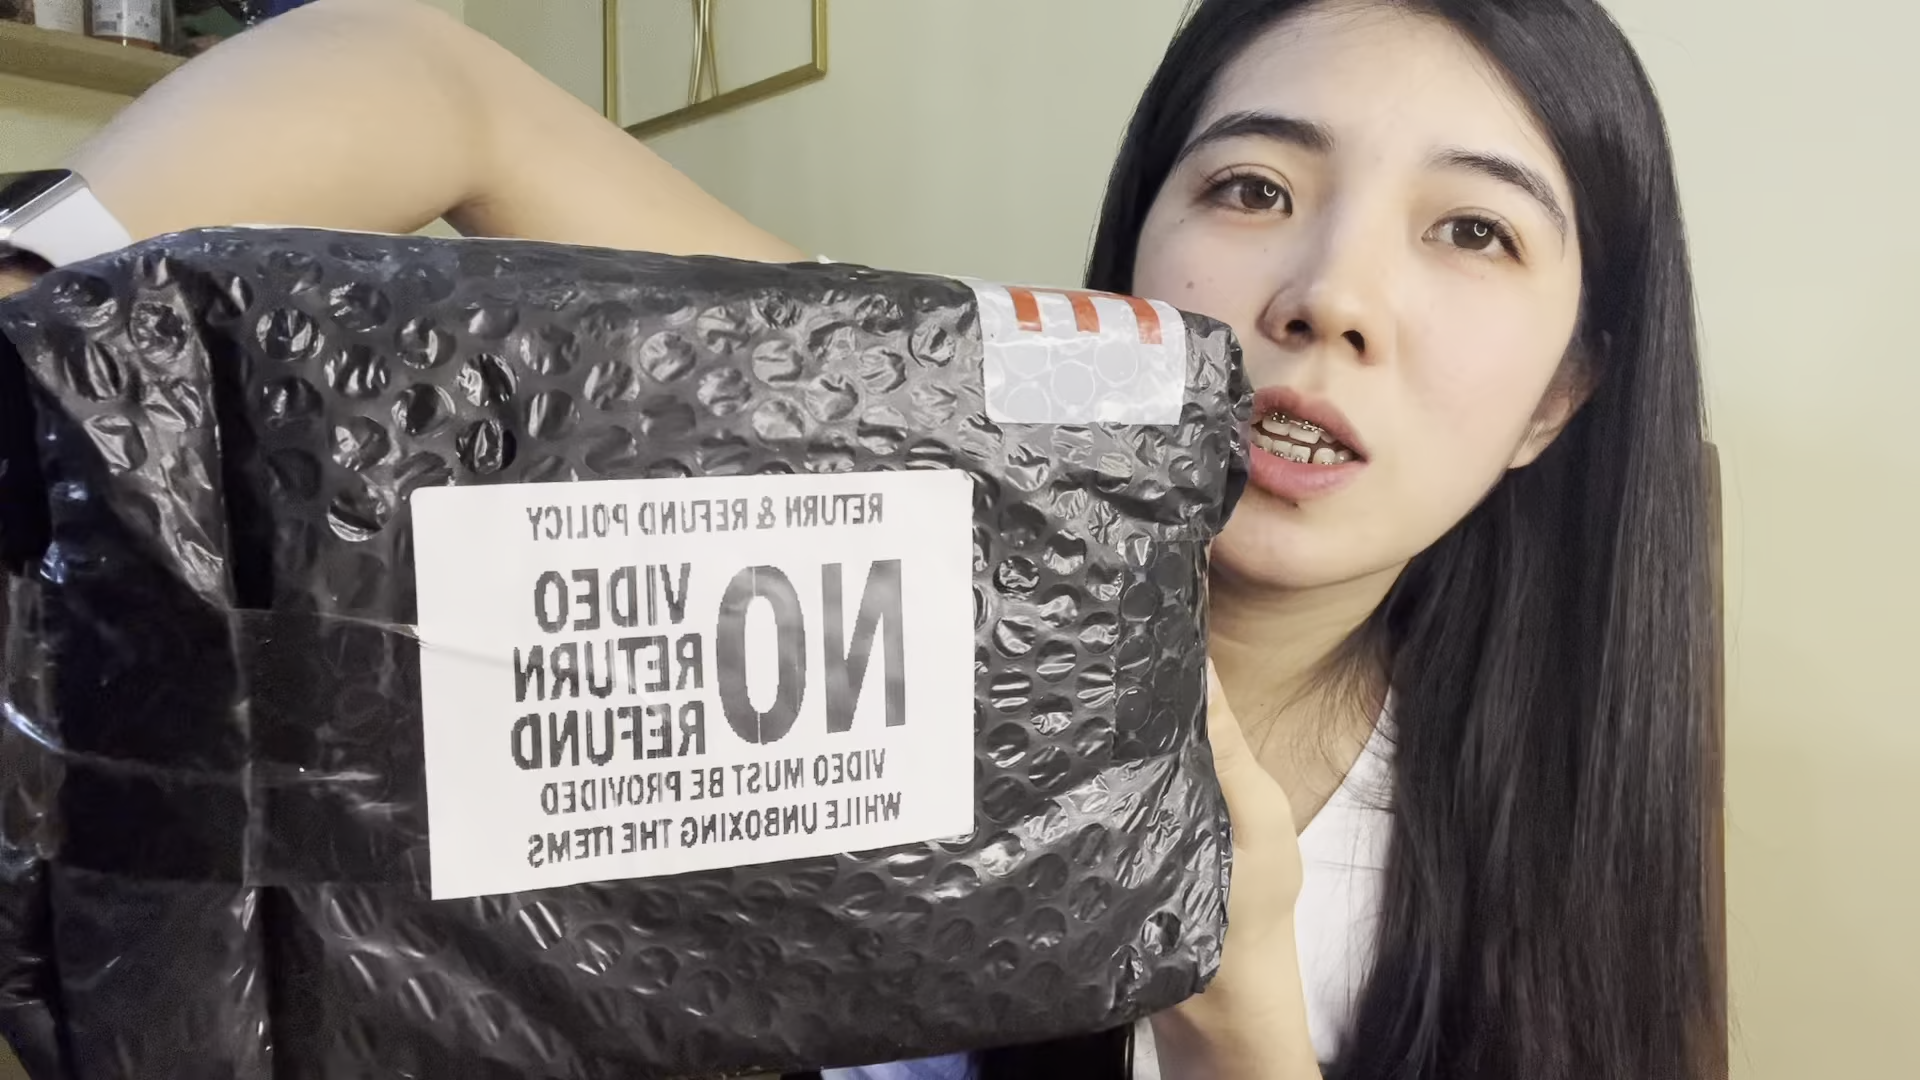 RETURN & REFUND POLICY
NO VIDEO
RETURN
REFUND
VIDEO MUST BE PROVIDED
WHILE UNBOXING THE ITEMS